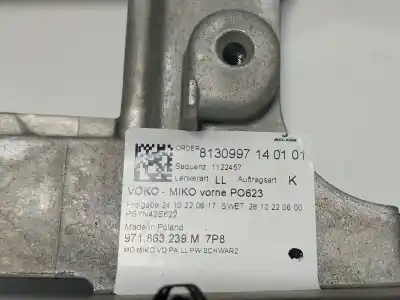 ORDER 8130997 14 01 01
Sequenz 1122457
Lenkerart LL Auftragsart K
VOKO - MIKO vorne PO623
Freigabe 24.10.22 06:17 SWET 28.10.22 06:00
Made in Poland
971.863.239.M 7P8
MO-MIKO VO PA LL PW SCHWARZ